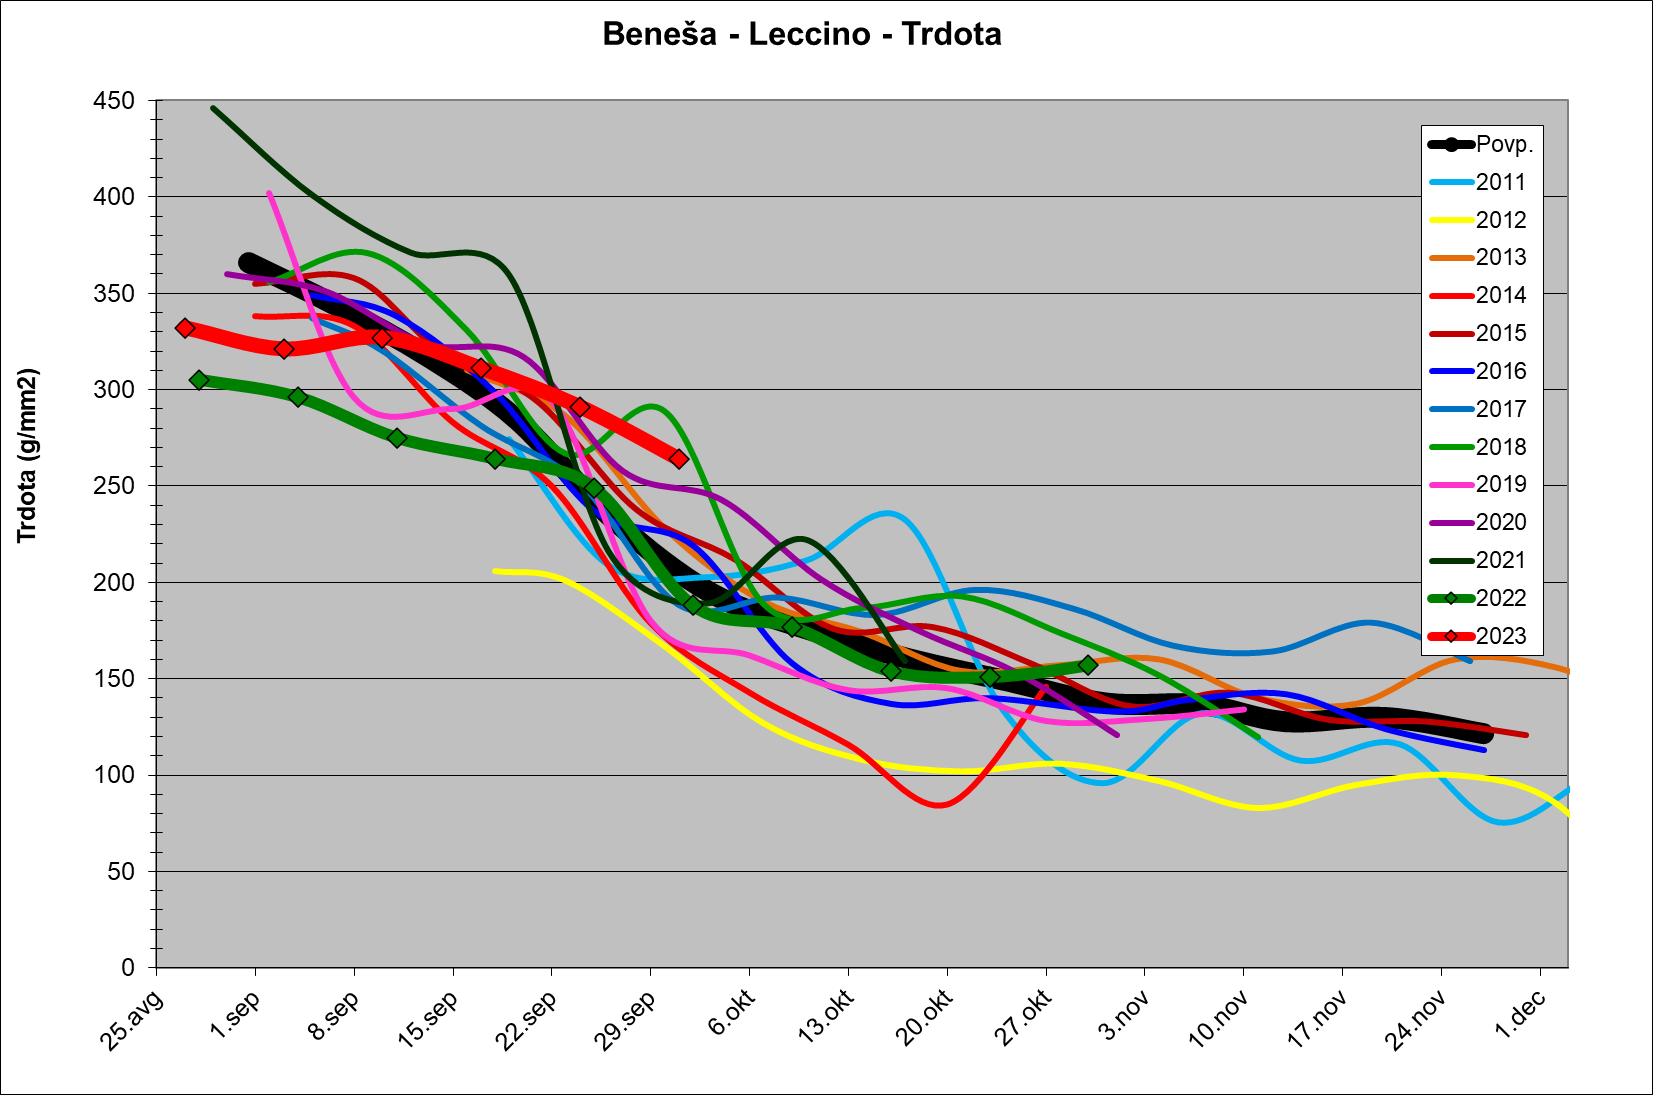 Beneša - Leccino - Trdota
Trdota (g/mm2)
450
400
350
300
250
200
150
100
50
0
25.avg
1.sep
8.sep
15.sep
22.sep
29.sep
6.okt
13.okt
20.okt
27.okt
3.nov
10.nov
17.nov
24.nov
1.dec
Povp.
2011
2012
2013
2014
2015
2016
2017
2018
2019
2020
2021
2022
2023